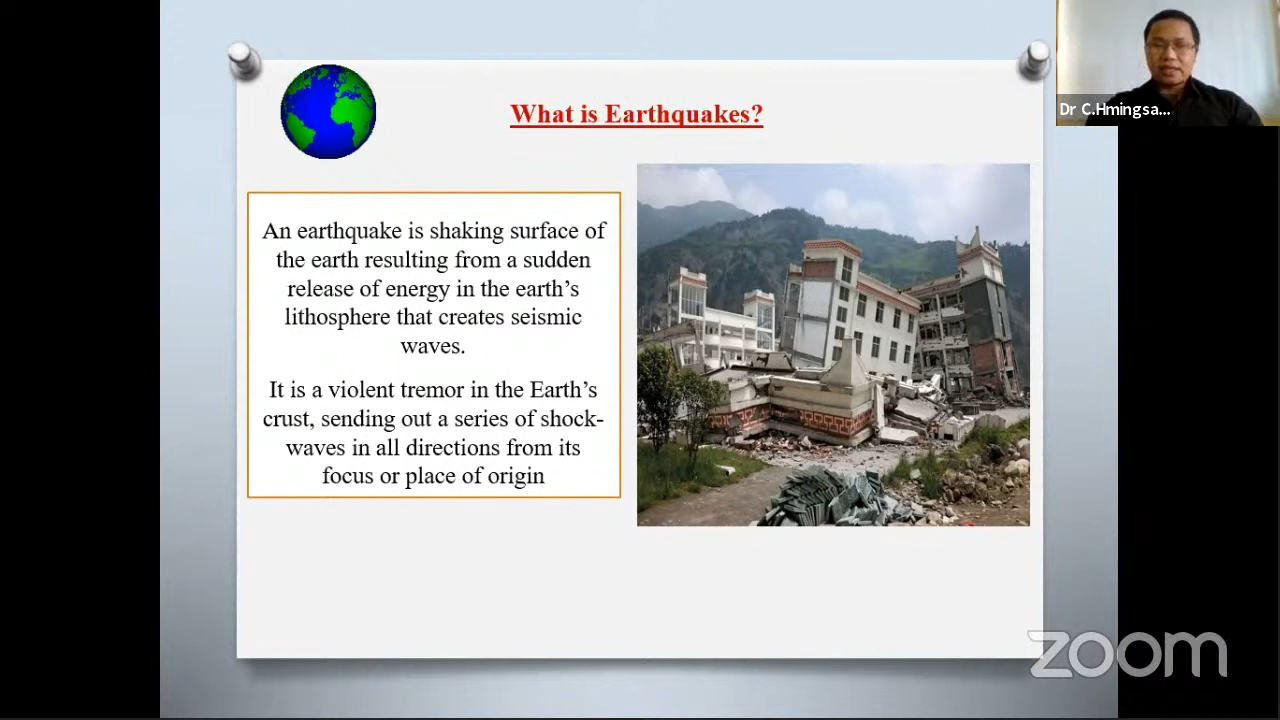 Dr C.Hmingsa...
What is Earthquakes?
An earthquake is shaking surface of
the earth resulting from a sudden
release of energy in the earth's
lithosphere that creates seismic
waves.
It is a violent tremor in the Earth's
crust, sending out a series of shock-
waves in all directions from its
focus or place of origin
zoom